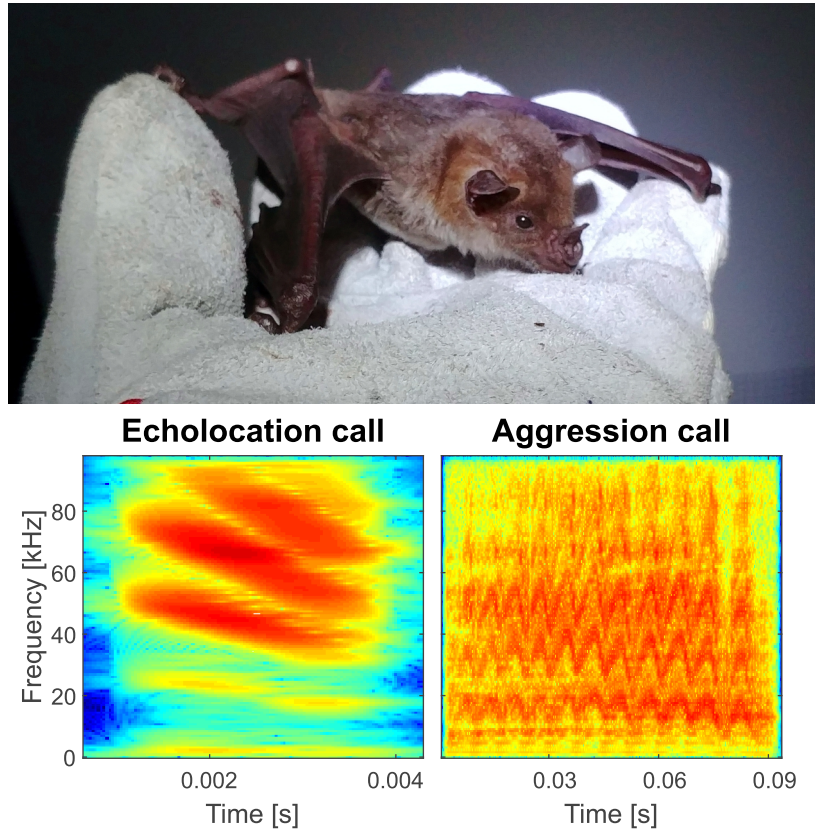 Echolocation call
Aggression call
Frequency [kHz]
80
60
40
20
0
0.002
0.004
Time [s]
0.03
0.06
0.09
Time [s]